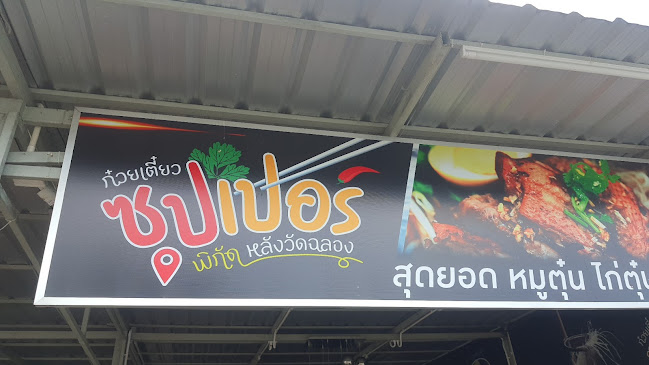 ก๋วยเตี๋ยว
ซุปเปอร์
พิกัด หลังวัดฉลอง
สุดยอด หมูตุ๋น ไก่ตุ๋น